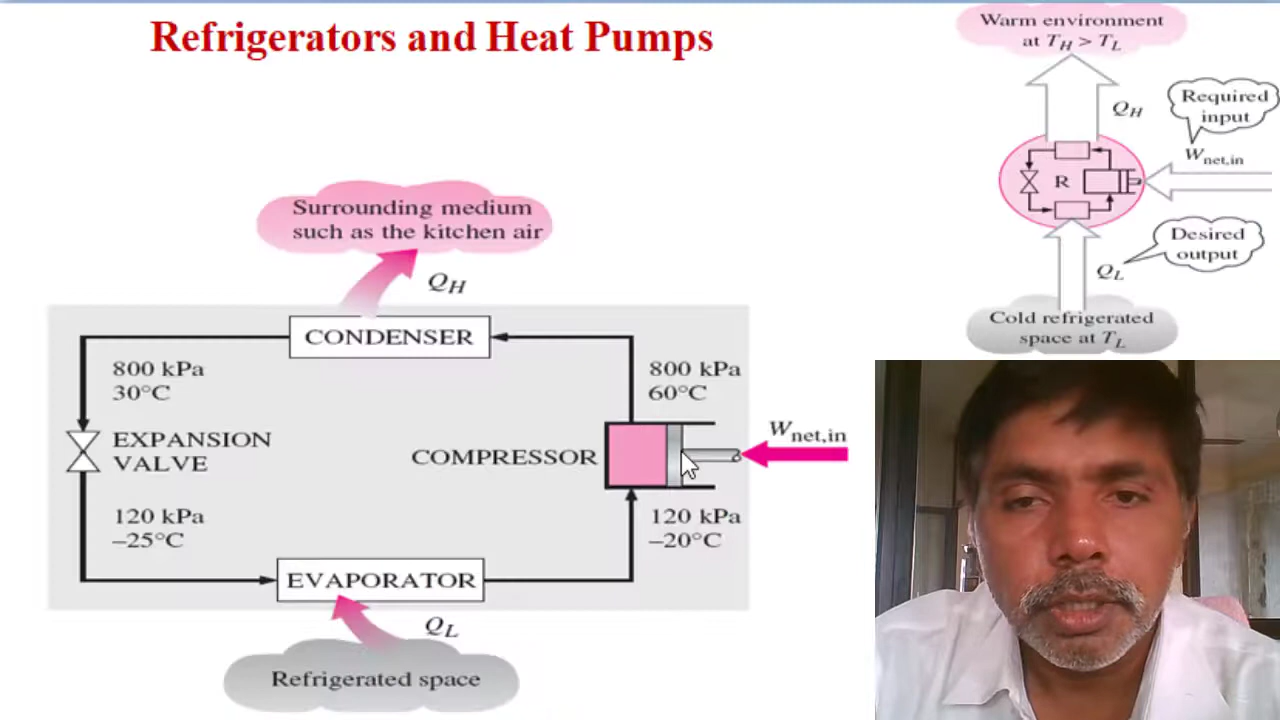 Refrigerators and Heat Pumps
Warm environment
at T_H > T_L
Q_H
Required
input
W_net,in
R
Desired
output
Q_L
Cold refrigerated
space at T_L
Surrounding medium
such as the kitchen air
Q_H
CONDENSER
800 kPa
30°C
800 kPa
60°C
EXPANSION
VALVE
COMPRESSOR
W_net,in
120 kPa
–25°C
120 kPa
–20°C
EVAPORATOR
Q_L
Refrigerated space